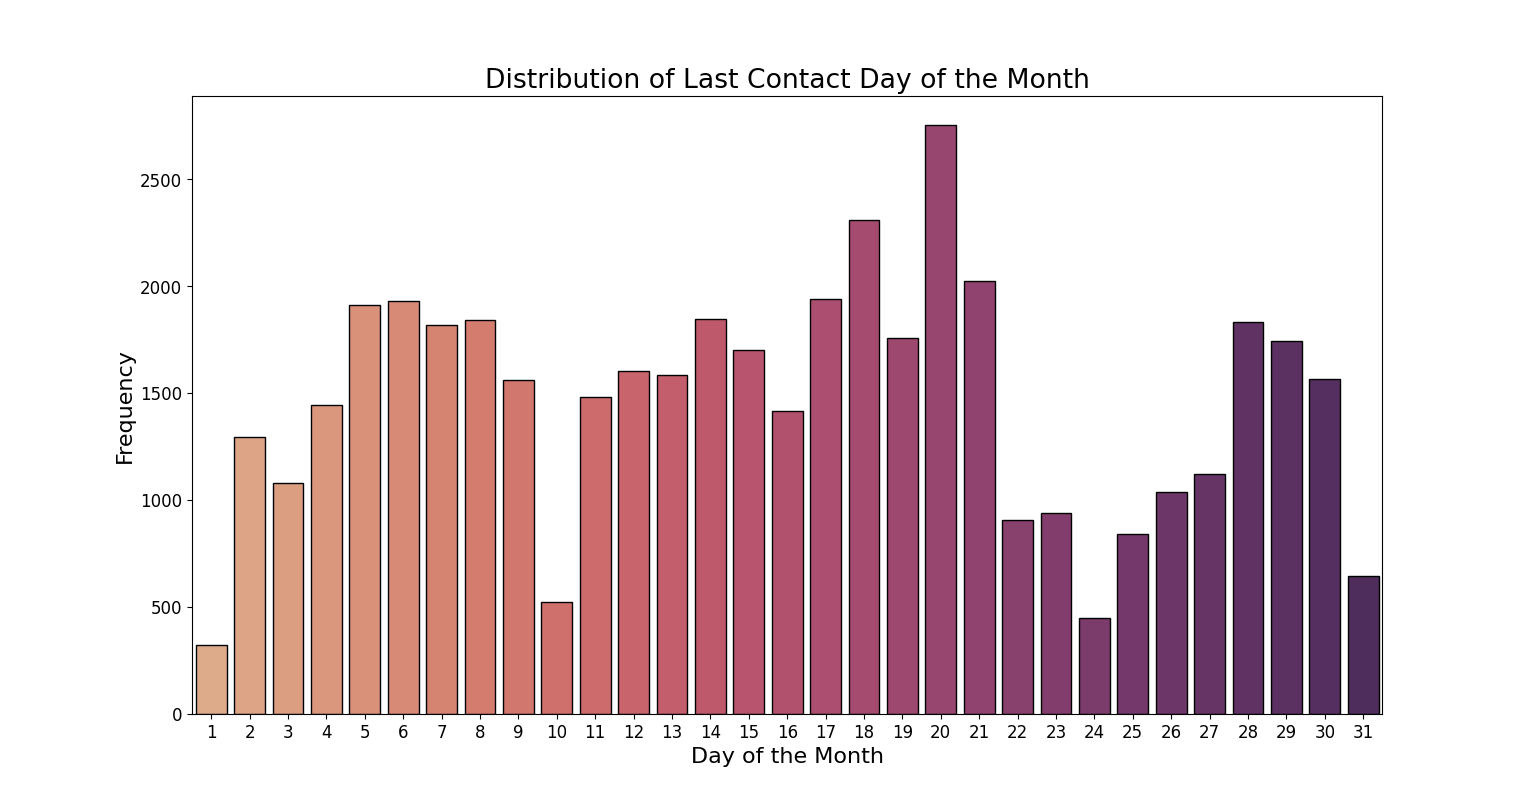 Distribution of Last Contact Day of the Month
Frequency
2500
2000
1500
1000
500
0
1 2 3 4 5 6 7 8 9 10 11 12 13 14 15 16 17 18 19 20 21 22 23 24 25 26 27 28 29 30 31
Day of the Month